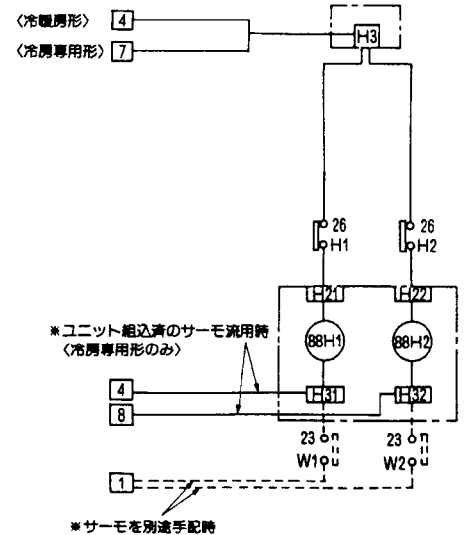 〈冷暖房形〉 4
H3
〈冷房専用形〉 7
26 26
H1 H2
H21 H22
88H1 88H2
※ユニット組込済のサーモ流用時
〈冷房専用形のみ〉
4 H31 H32
8
23 23
W1 W2
1
※サーモを別途手配時